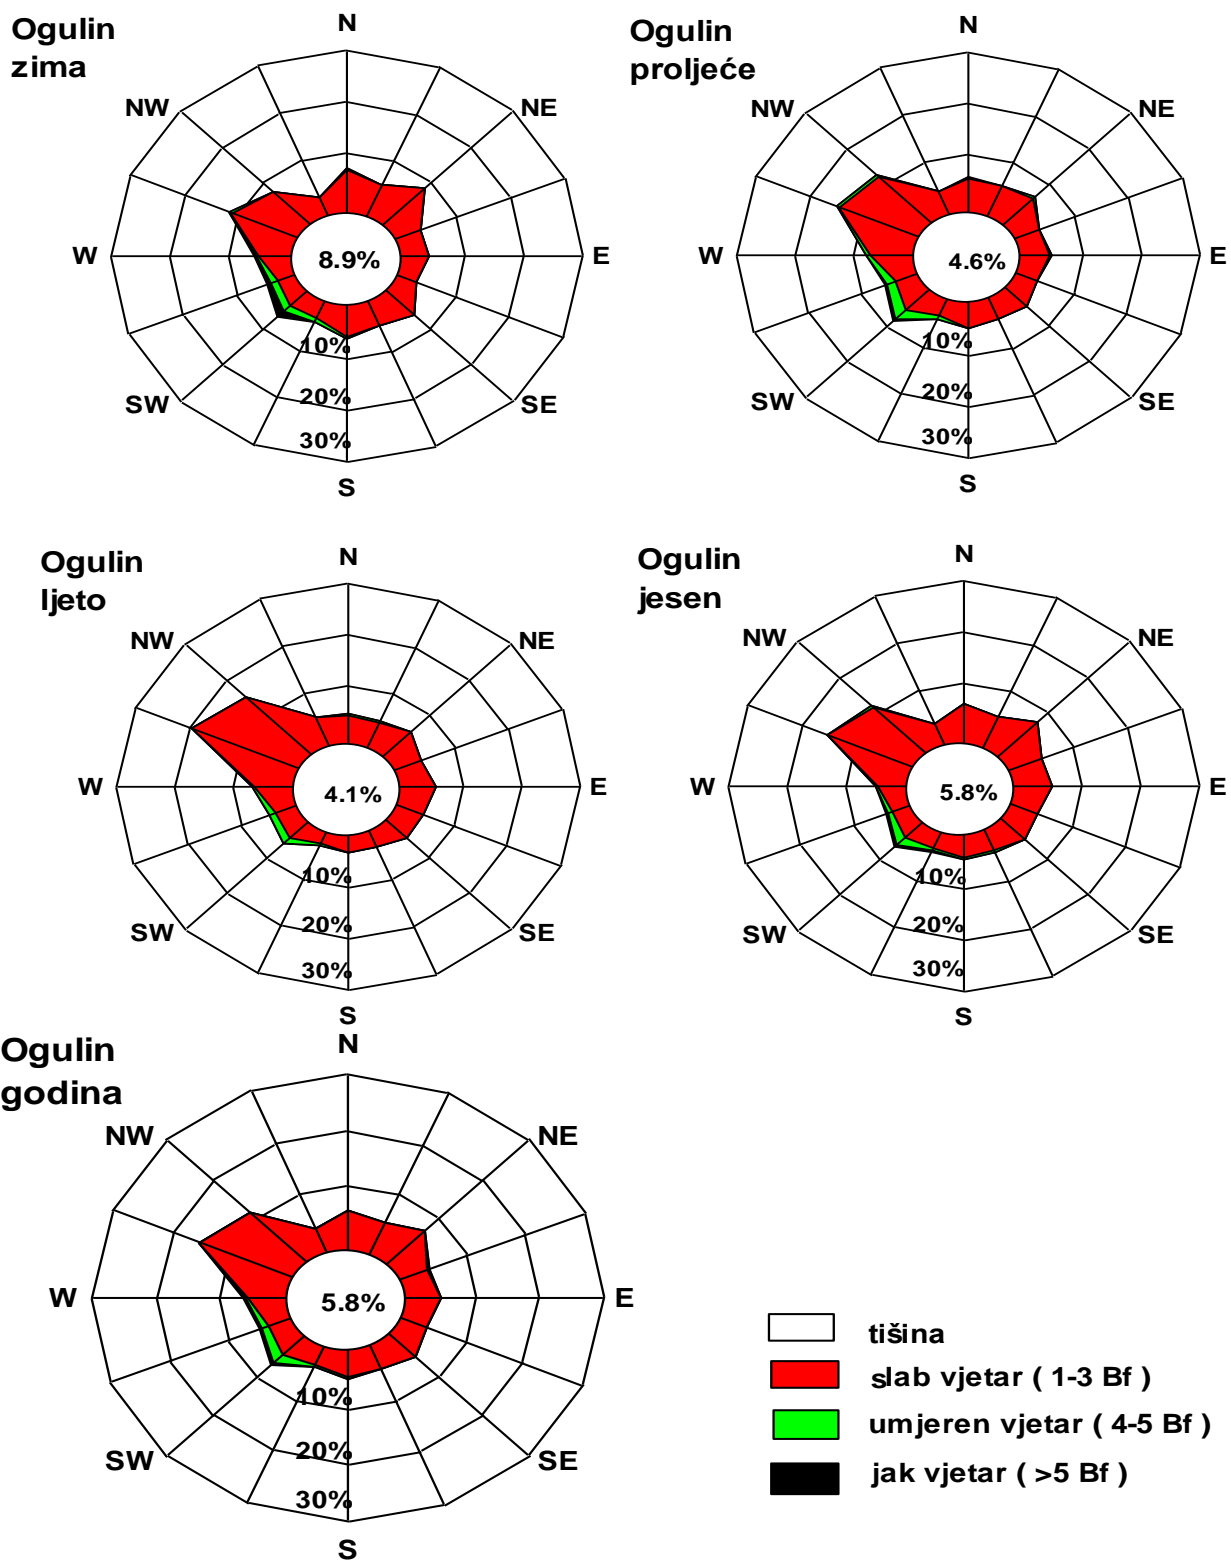 Ogulin
zima
N
NW
NE
W
8.9%
E
10%
SW
20%
SE
30%
S
Ogulin
proljeće
N
NW
NE
W
4.6%
E
10%
SW
20%
SE
30%
S
Ogulin
ljeto
N
NW
NE
W
4.1%
E
10%
SW
20%
SE
30%
S
Ogulin
jesen
N
NW
NE
W
5.8%
E
10%
SW
20%
SE
30%
S
Ogulin
godina
N
NW
NE
W
5.8%
E
10%
SW
20%
SE
30%
S
tišina
slab vjetar ( 1-3 Bf )
umjeren vjetar ( 4-5 Bf )
jak vjetar ( >5 Bf )